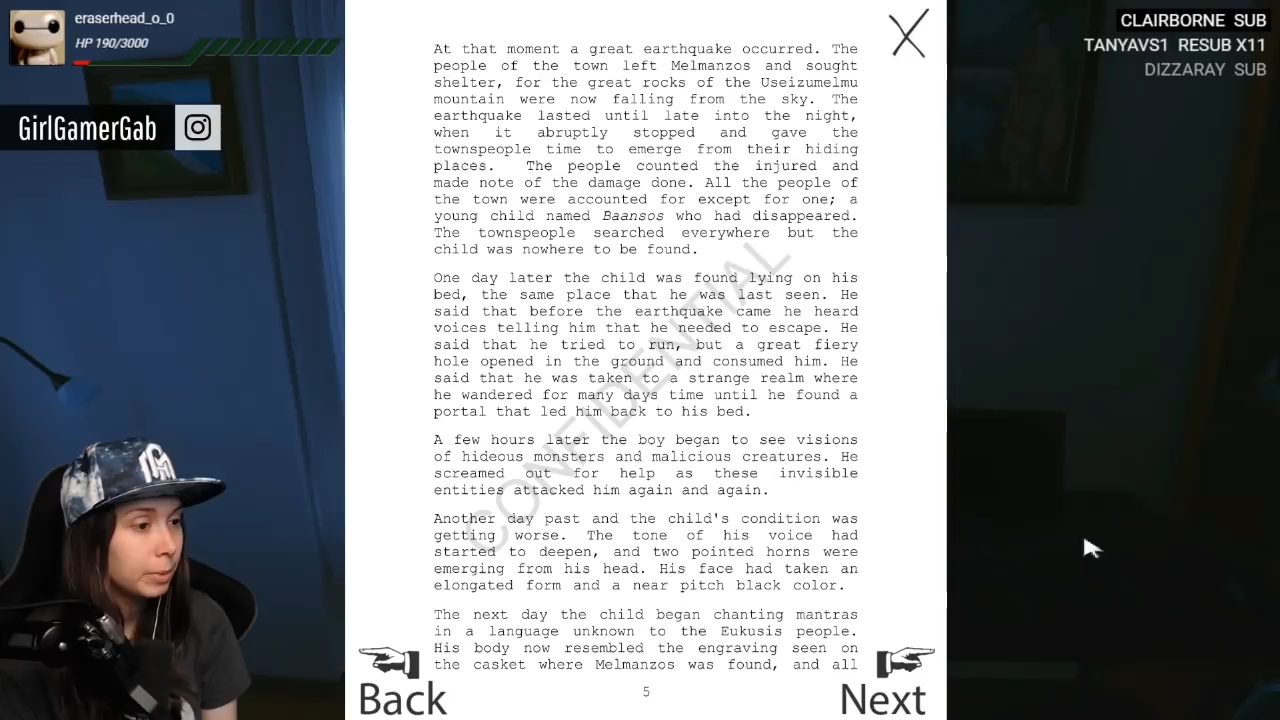 eraserhead_o_0
HP 190/3000
GirlGamerGab
CLAIRBORNE SUB
TANYAVS1 RESUB X11
DIZZARAY SUB
At that moment a great earthquake occurred. The
people of the town left Melmanzos and sought
shelter, for the great rocks of the Useizumelmu
mountain were now falling from the sky. The
earthquake lasted until late into the night,
when it abruptly stopped and gave the
townspeople time to emerge from their hiding
places. The people counted the injured and
made note of the damage done. All the people of
the town were accounted for except for one; a
young child named Baansos who had disappeared.
The townspeople searched everywhere but the
child was nowhere to be found.
One day later the child was found lying on his
bed, the same place that he was last seen. He
said that before the earthquake came he heard
voices telling him that he needed to escape. He
said that he tried to run, but a great fiery
hole opened in the ground and consumed him. He
said that he was taken to a strange realm where
he wandered for many days time until he found a
portal that led him back to his bed.
A few hours later the boy began to see visions
of hideous monsters and malicious creatures. He
screamed out for help as these invisible
entities attacked him again and again.
Another day past and the child's condition was
getting worse. The tone of his voice had
started to deepen, and two pointed horns were
emerging from his head. His face had taken an
elongated form and a near pitch black color.
The next day the child began chanting mantras
in a language unknown to the Eukusis people.
His body now resembled the engraving seen on
the casket where Melmanzos was found, and all
CONFIDENTIAL
Back
5
Next